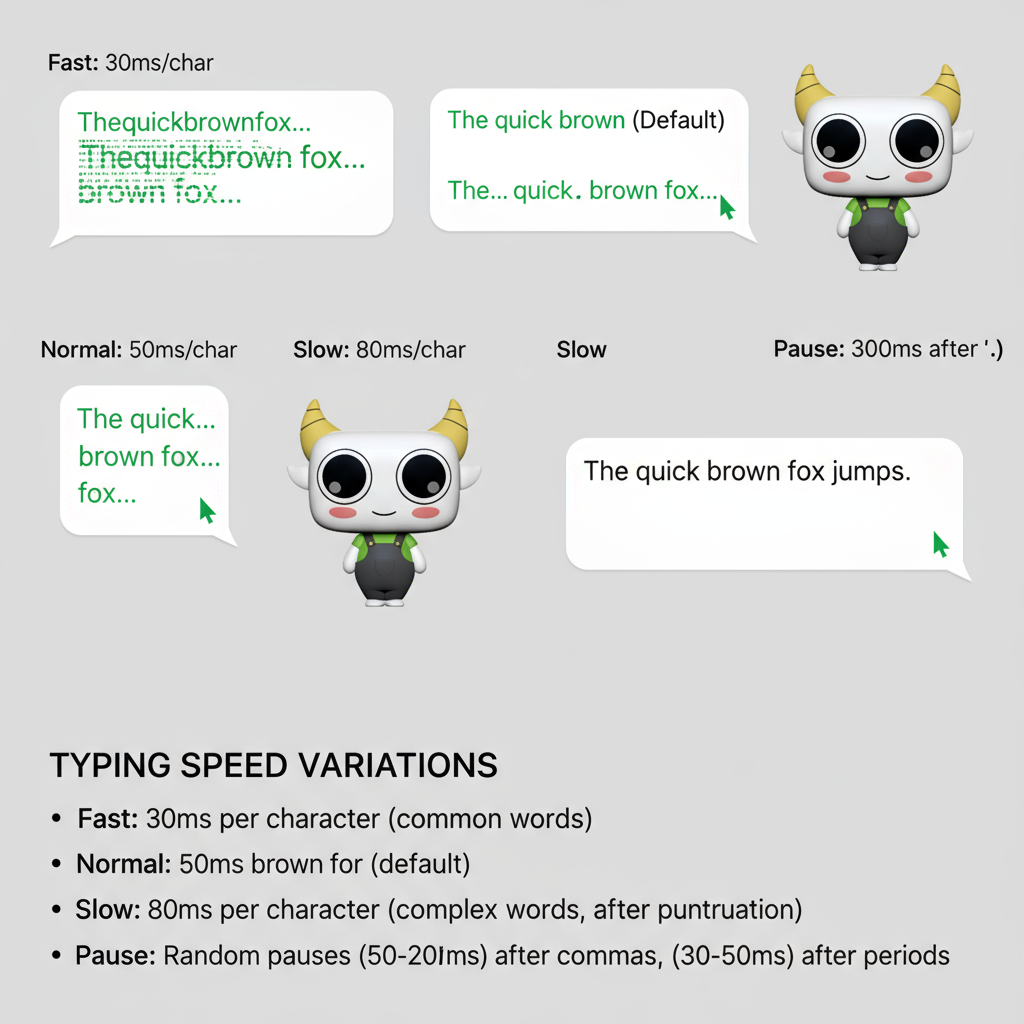 Fast: 30ms/char
Thequickbrownfox...
Thequickbrown fox...
brown fox...
The quick brown (Default)
The... quick. brown fox...
Normal: 50ms/char
Slow: 80ms/char
Slow
Pause: 300ms after '.)
The quick...
brown fox...
fox...
The quick brown fox jumps.
TYPING SPEED VARIATIONS
• Fast: 30ms per character (common words)
• Normal: 50ms brown for (default)
• Slow: 80ms per character (complex words, after puntruation)
• Pause: Random pauses (50-20lms) after commas, (30-50ms) after periods